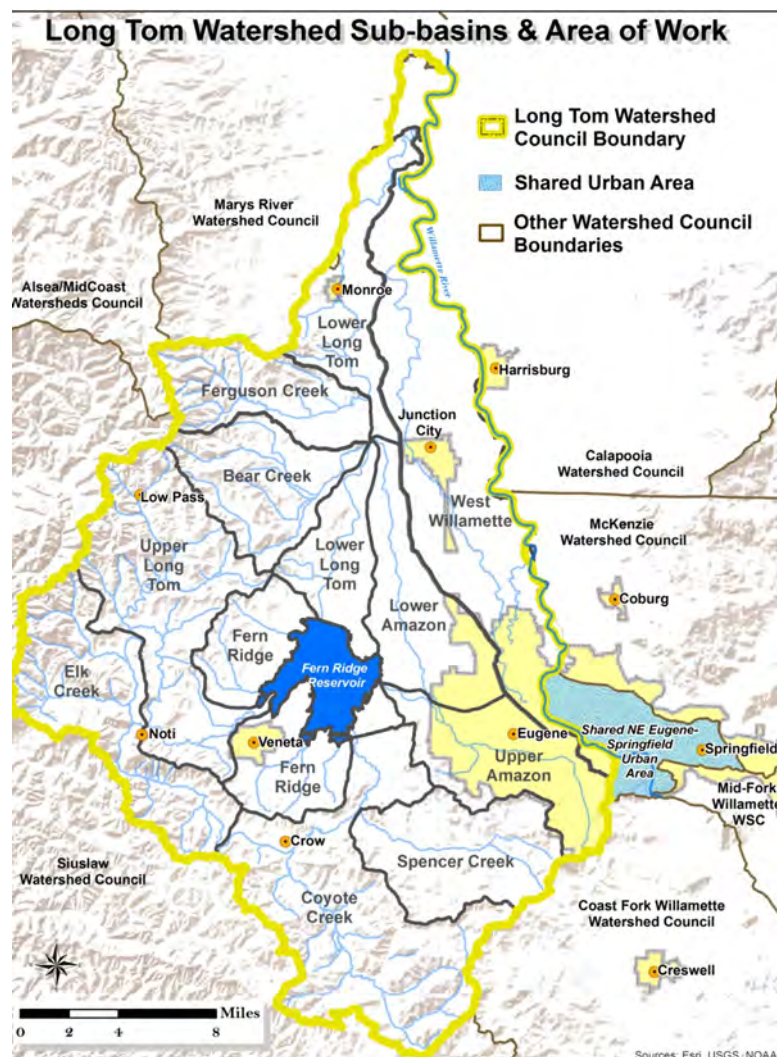 Long Tom Watershed Sub-basins & Area of Work
Long Tom Watershed
Council Boundary
Shared Urban Area
Other Watershed Council
Boundaries
Marys River
Watershed Council
Willamette River
Alsea/MidCoast
Watersheds Council
Monroe
Lower
Long
Tom
Harrisburg
Ferguson Creek
Junction
City
Calapooia
Watershed Council
Bear Creek
Low Pass
West
Willamette
McKenzie
Watershed Council
Upper
Long
Tom
Lower
Long
Tom
Coburg
Lower
Amazon
Fern
Ridge
Fern Ridge
Reservoir
Elk
Creek
Noti
Veneta
Eugene
Shared NE Eugene-
Springfield
Urban
Area
Springfield
Fern
Ridge
Upper
Amazon
Mid-Fork
Willamette
WSC
Crow
Spencer Creek
Siuslaw
Watershed Council
Coyote
Creek
Coast Fork Willamette
Watershed Council
Creswell
Miles
0 2 4 8
Sources: Esri, USGS, NOAA